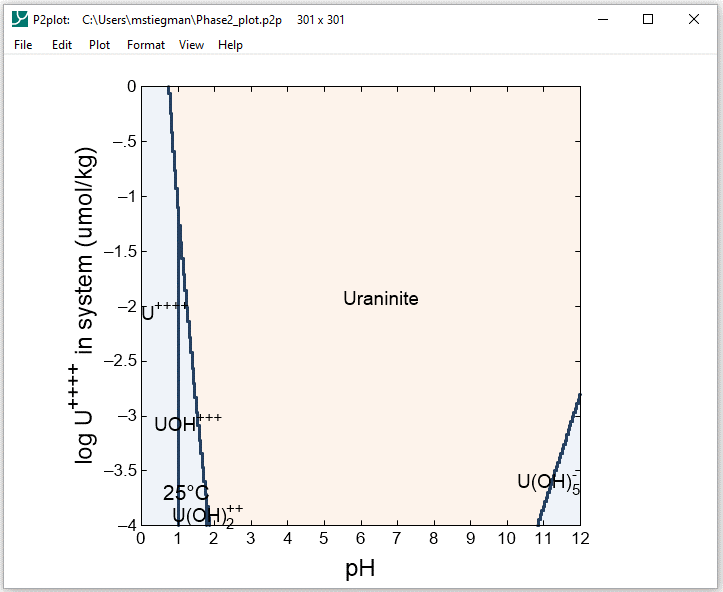 P2plot: C:\Users\mstiegman\Phase2_plot.p2p 301 x 301
File Edit Plot Format View Help
0
–.5
–1
–1.5
–2
–2.5
–3
–3.5
–4
log U++++ in system (umol/kg)
Uraninite
U++++
UOH+++
U(OH)5-
25°C
U(OH)2++
0 1 2 3 4 5 6 7 8 9 10 11 12
pH